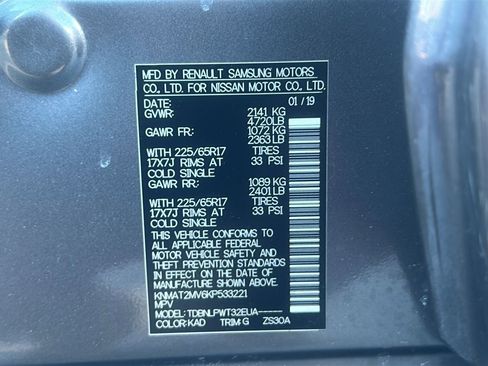 MFD BY RENAULT SAMSUNG MOTORS
CO., LTD. FOR NISSAN MOTOR CO., LTD.
DATE: 01/19
GVWR: 2141 KG
4720LB
GAWR FR: 1072 KG
2363LB
WITH 225/65R17 TIRES
17X7J RIMS AT 33 PSI
COLD SINGLE
GAWR RR: 1089 KG
2401LB
WITH 225/65R17 TIRES
17X7J RIMS AT 33 PSI
COLD SINGLE
THIS VEHICLE CONFORMS TO
ALL APPLICABLE FEDERAL
MOTOR VEHICLE SAFETY AND
THEFT PREVENTION STANDARDS
IN EFFECT ON THE DATE OF
MANUFACTURE SHOWN ABOVE.
KNMAT2MV6KP533221
MPV
MODEL: TDBNLPWT32EUA-----
COLOR: KAD TRIM: G ZS30A